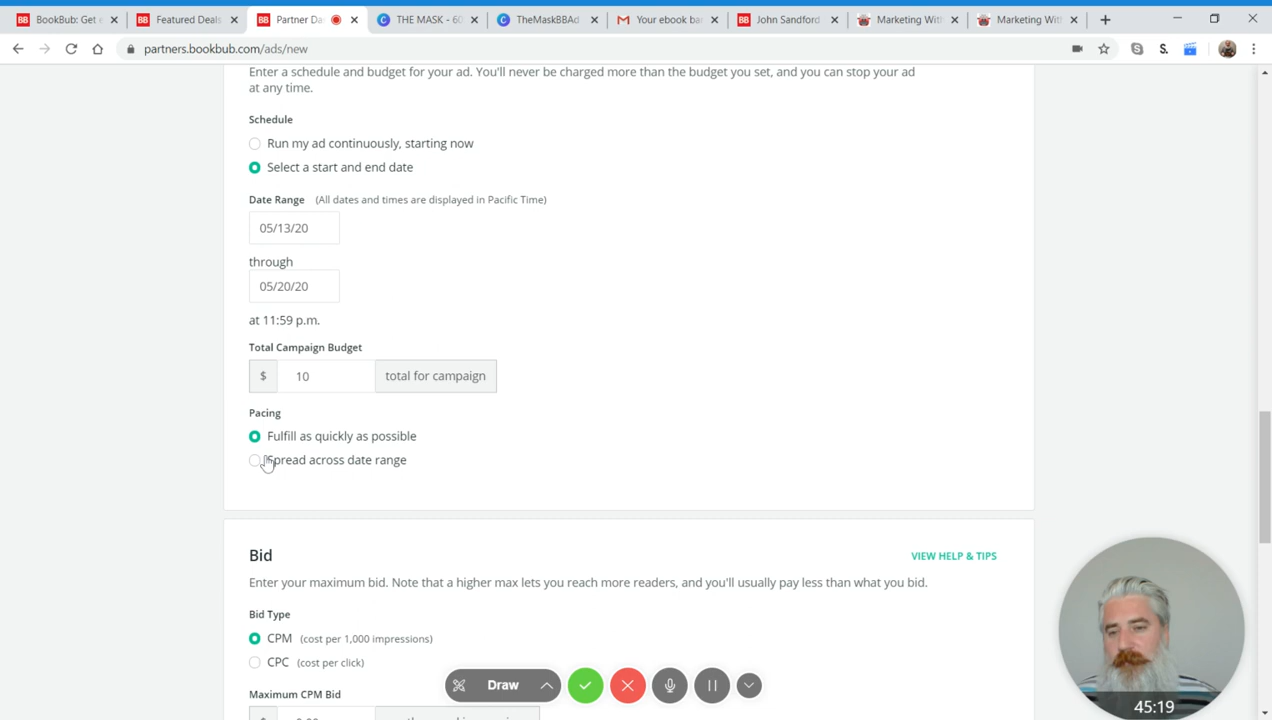 BookBub: Get e
Featured Deals
Partner Da
THE MASK - 60
TheMaskBBAd
Your ebook ba
John Sandford
Marketing Wit
Marketing Wit
partners.bookbub.com/ads/new
Enter a schedule and budget for your ad. You'll never be charged more than the budget you set, and you can stop your ad
at any time.
Schedule
Run my ad continuously, starting now
Select a start and end date
Date Range (All dates and times are displayed in Pacific Time)
05/13/20
through
05/20/20
at 11:59 p.m.
Total Campaign Budget
$ 10 total for campaign
Pacing
Fulfill as quickly as possible
Spread across date range
Bid
VIEW HELP & TIPS
Enter your maximum bid. Note that a higher max lets you reach more readers, and you'll usually pay less than what you bid.
Bid Type
CPM (cost per 1,000 impressions)
CPC (cost per click)
Draw
Maximum CPM Bid
45:19